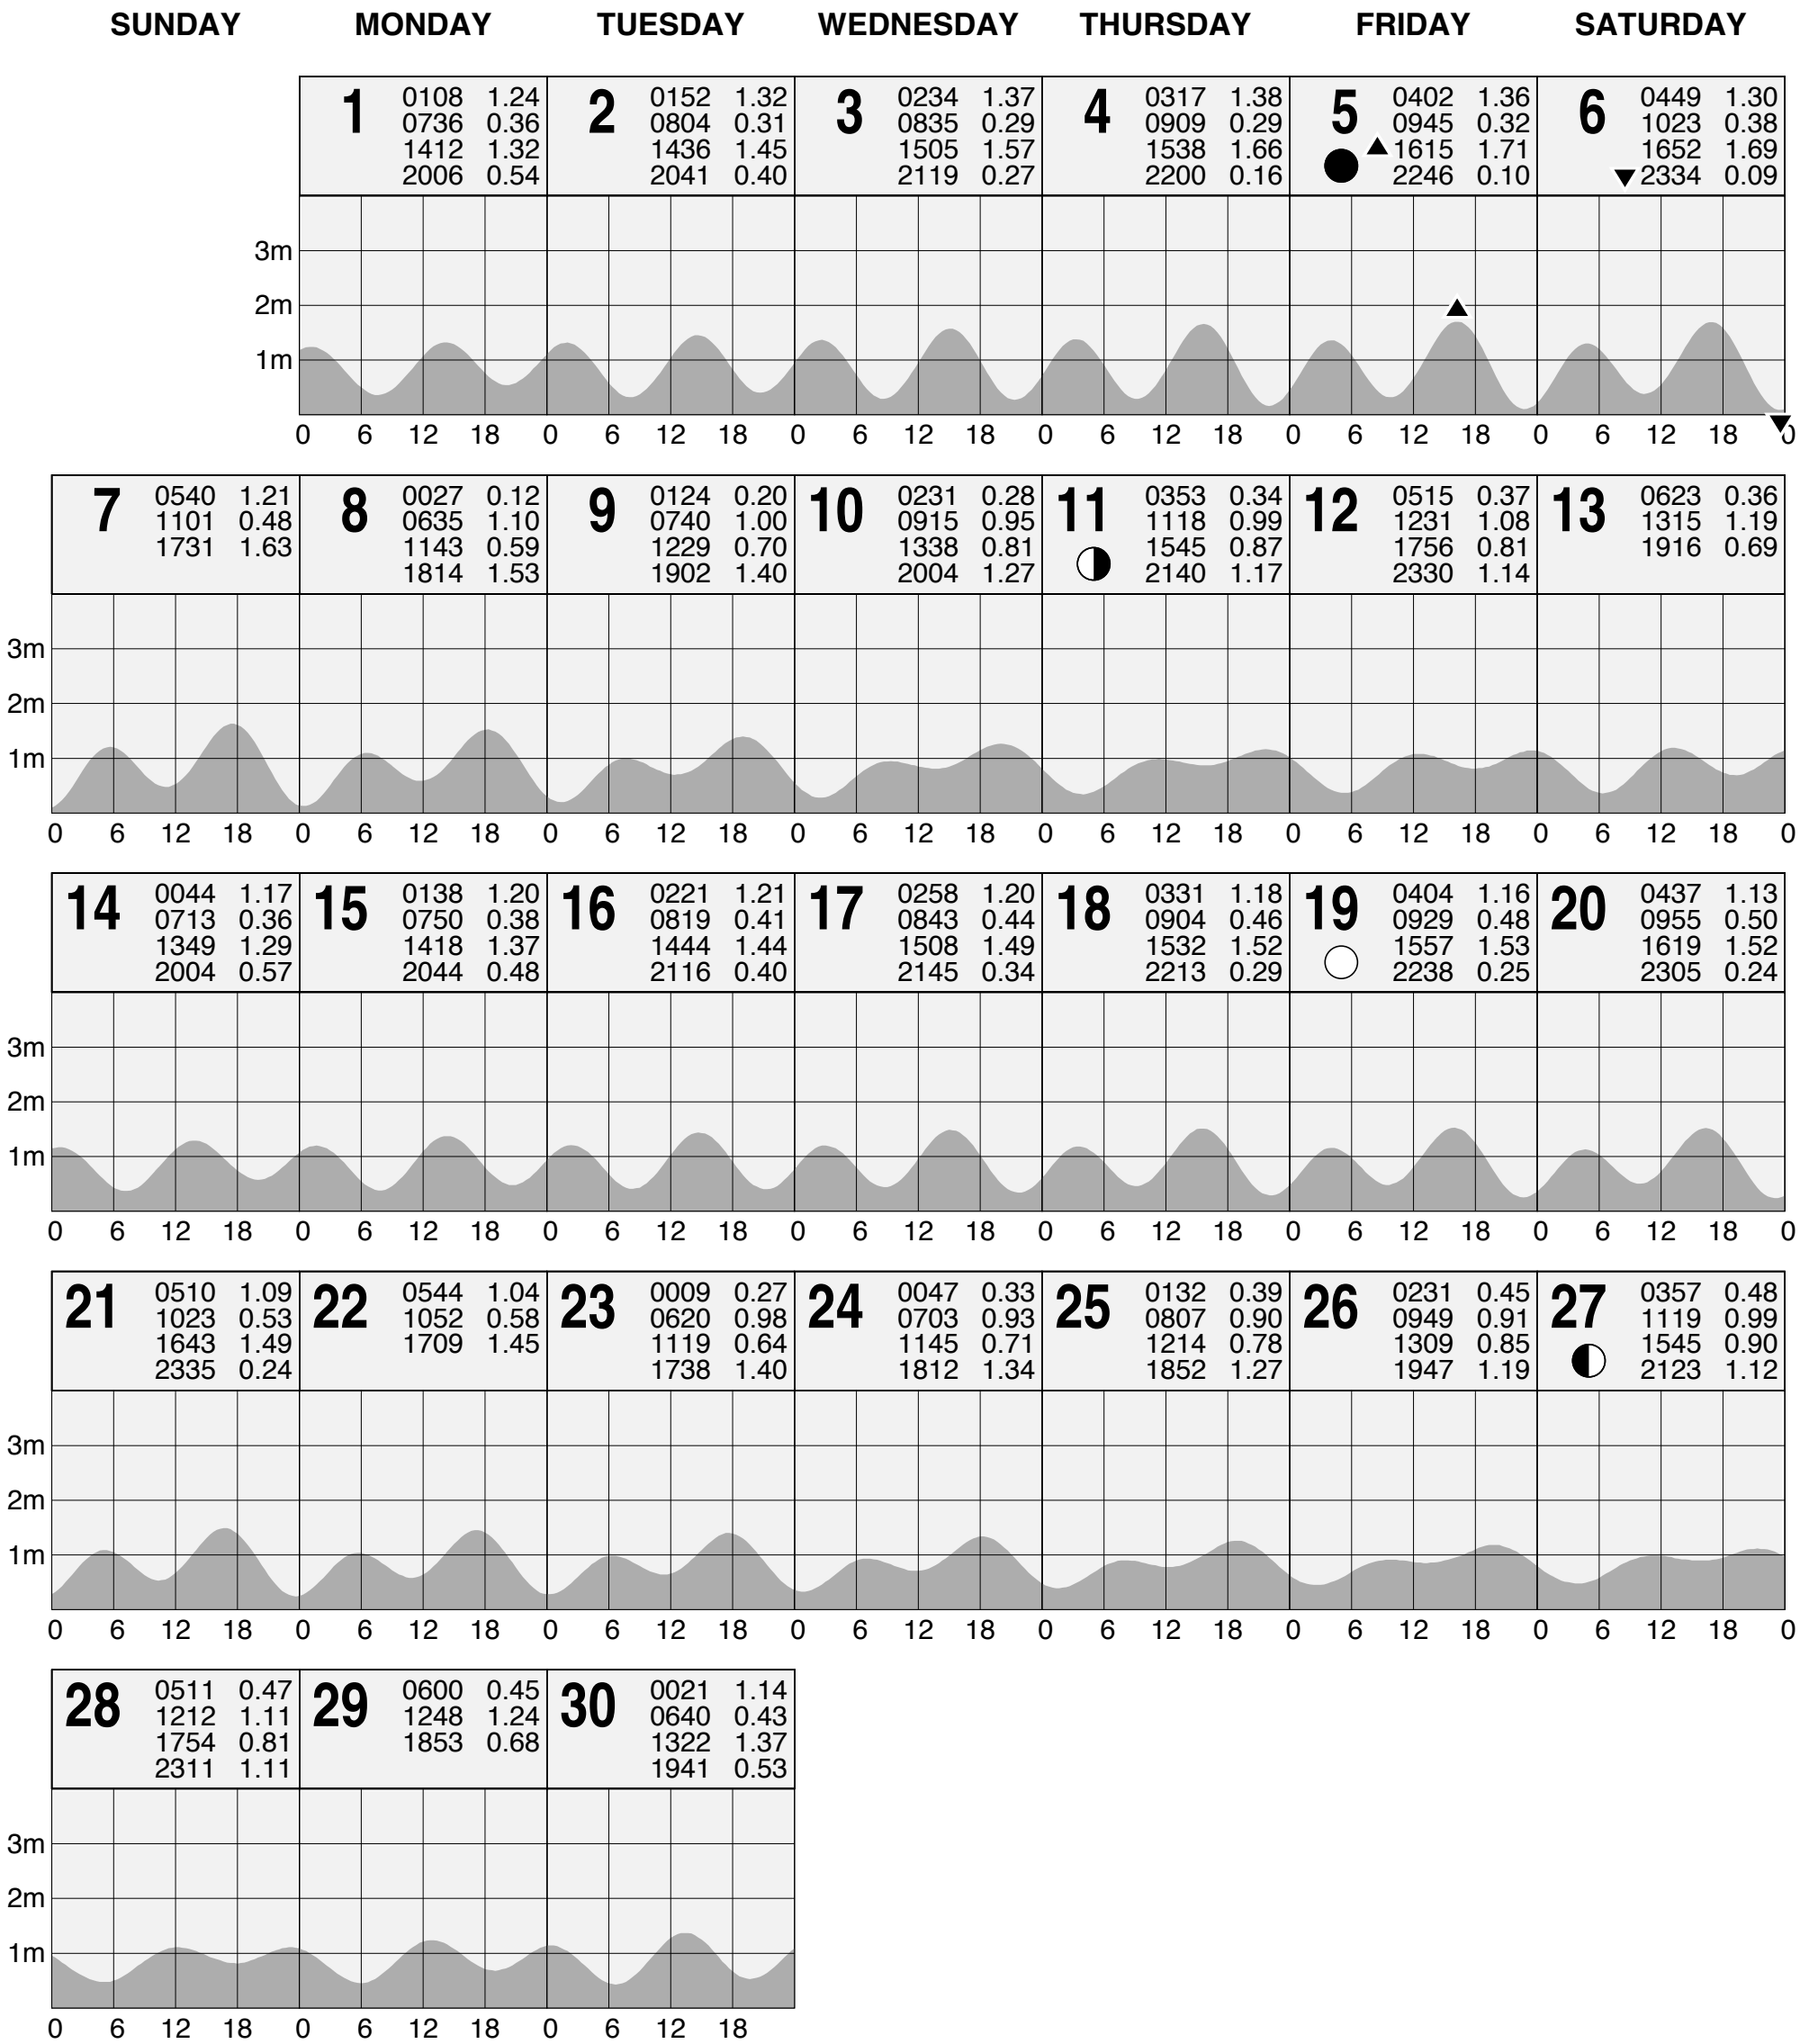 SUNDAY MONDAY TUESDAY WEDNESDAY THURSDAY FRIDAY SATURDAY
1 0108 1.24 2 0152 1.32 3 0234 1.37 4 0317 1.38 5 0402 1.36 6 0449 1.30
0736 0.36 0804 0.31 0835 0.29 0909 0.29 0945 0.32 1023 0.38
1412 1.32 1436 1.45 1505 1.57 1538 1.66 1615 1.71 1652 1.69
2006 0.54 2041 0.40 2119 0.27 2200 0.16 2246 0.10 2334 0.09
3m
2m
1m
0 6 12 18 0 6 12 18 0 6 12 18 0 6 12 18 0 6 12 18 0 6 12 18 0
7 0540 1.21 8 0027 0.12 9 0124 0.20 10 0231 0.28 11 0353 0.34 12 0515 0.37 13 0623 0.36
1101 0.48 0635 1.10 0740 1.00 0915 0.95 1118 0.99 1231 1.08 1315 1.19
1731 1.63 1143 0.59 1229 0.70 1338 0.81 1545 0.87 1756 0.81 1916 0.69
1814 1.53 1902 1.40 2004 1.27 2140 1.17 2330 1.14
3m
2m
1m
0 6 12 18 0 6 12 18 0 6 12 18 0 6 12 18 0 6 12 18 0 6 12 18 0 6 12 18 0
14 0044 1.17 15 0138 1.20 16 0221 1.21 17 0258 1.20 18 0331 1.18 19 0404 1.16 20 0437 1.13
0713 0.36 0750 0.38 0819 0.41 0843 0.44 0904 0.46 0929 0.48 0955 0.50
1349 1.29 1418 1.37 1444 1.44 1508 1.49 1532 1.52 1557 1.53 1619 1.52
2004 0.57 2044 0.48 2116 0.40 2145 0.34 2213 0.29 2238 0.25 2305 0.24
3m
2m
1m
0 6 12 18 0 6 12 18 0 6 12 18 0 6 12 18 0 6 12 18 0 6 12 18 0 6 12 18 0
21 0510 1.09 22 0544 1.04 23 0009 0.27 24 0047 0.33 25 0132 0.39 26 0231 0.45 27 0357 0.48
1023 0.53 1052 0.58 0620 0.98 0703 0.93 0807 0.90 0949 0.91 1119 0.99
1643 1.49 1709 1.45 1119 0.64 1145 0.71 1214 0.78 1309 0.85 1545 0.90
2335 0.24 1738 1.40 1812 1.34 1852 1.27 1947 1.19 2123 1.12
3m
2m
1m
0 6 12 18 0 6 12 18 0 6 12 18 0 6 12 18 0 6 12 18 0 6 12 18 0 6 12 18 0
28 0511 0.47 29 0600 0.45 30 0021 1.14
1212 1.11 1248 1.24 0640 0.43
1754 0.81 1853 0.68 1322 1.37
2311 1.11 1941 0.53
3m
2m
1m
0 6 12 18 0 6 12 18 0 6 12 18